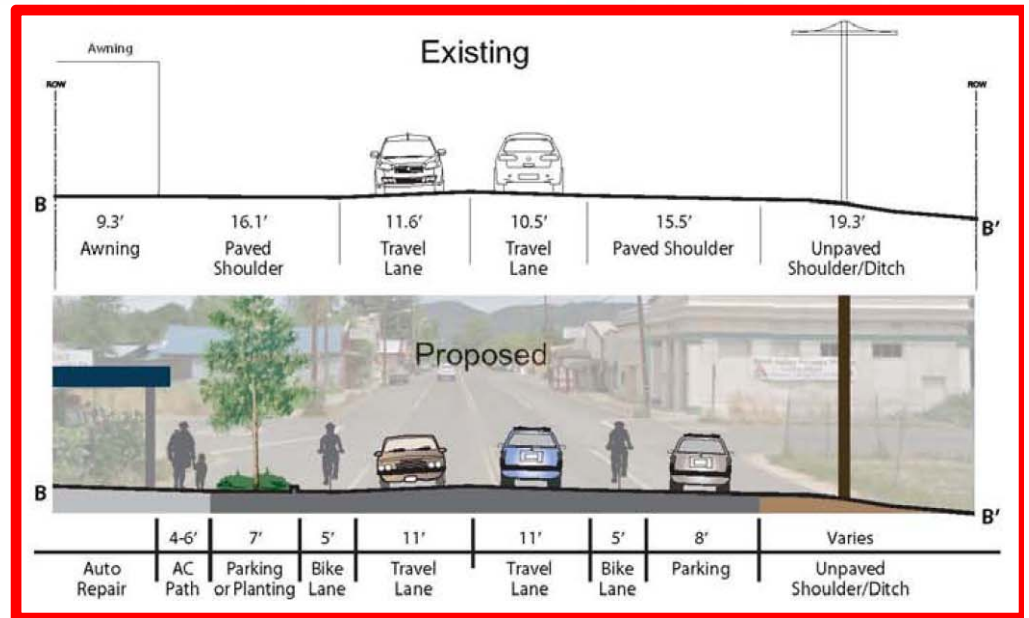 Existing
Awning
ROW
ROW
B
B'
9.3' 16.1' 11.6' 10.5' 15.5' 19.3'
Awning Paved Travel Travel Paved Shoulder Unpaved
Shoulder Lane Lane Shoulder/Ditch
Proposed
B
B'
4-6' 7' 5' 11' 11' 5' 8' Varies
Auto AC Parking Bike Travel Travel Bike Parking Unpaved
Repair Path or Planting Lane Lane Lane Lane Shoulder/Ditch